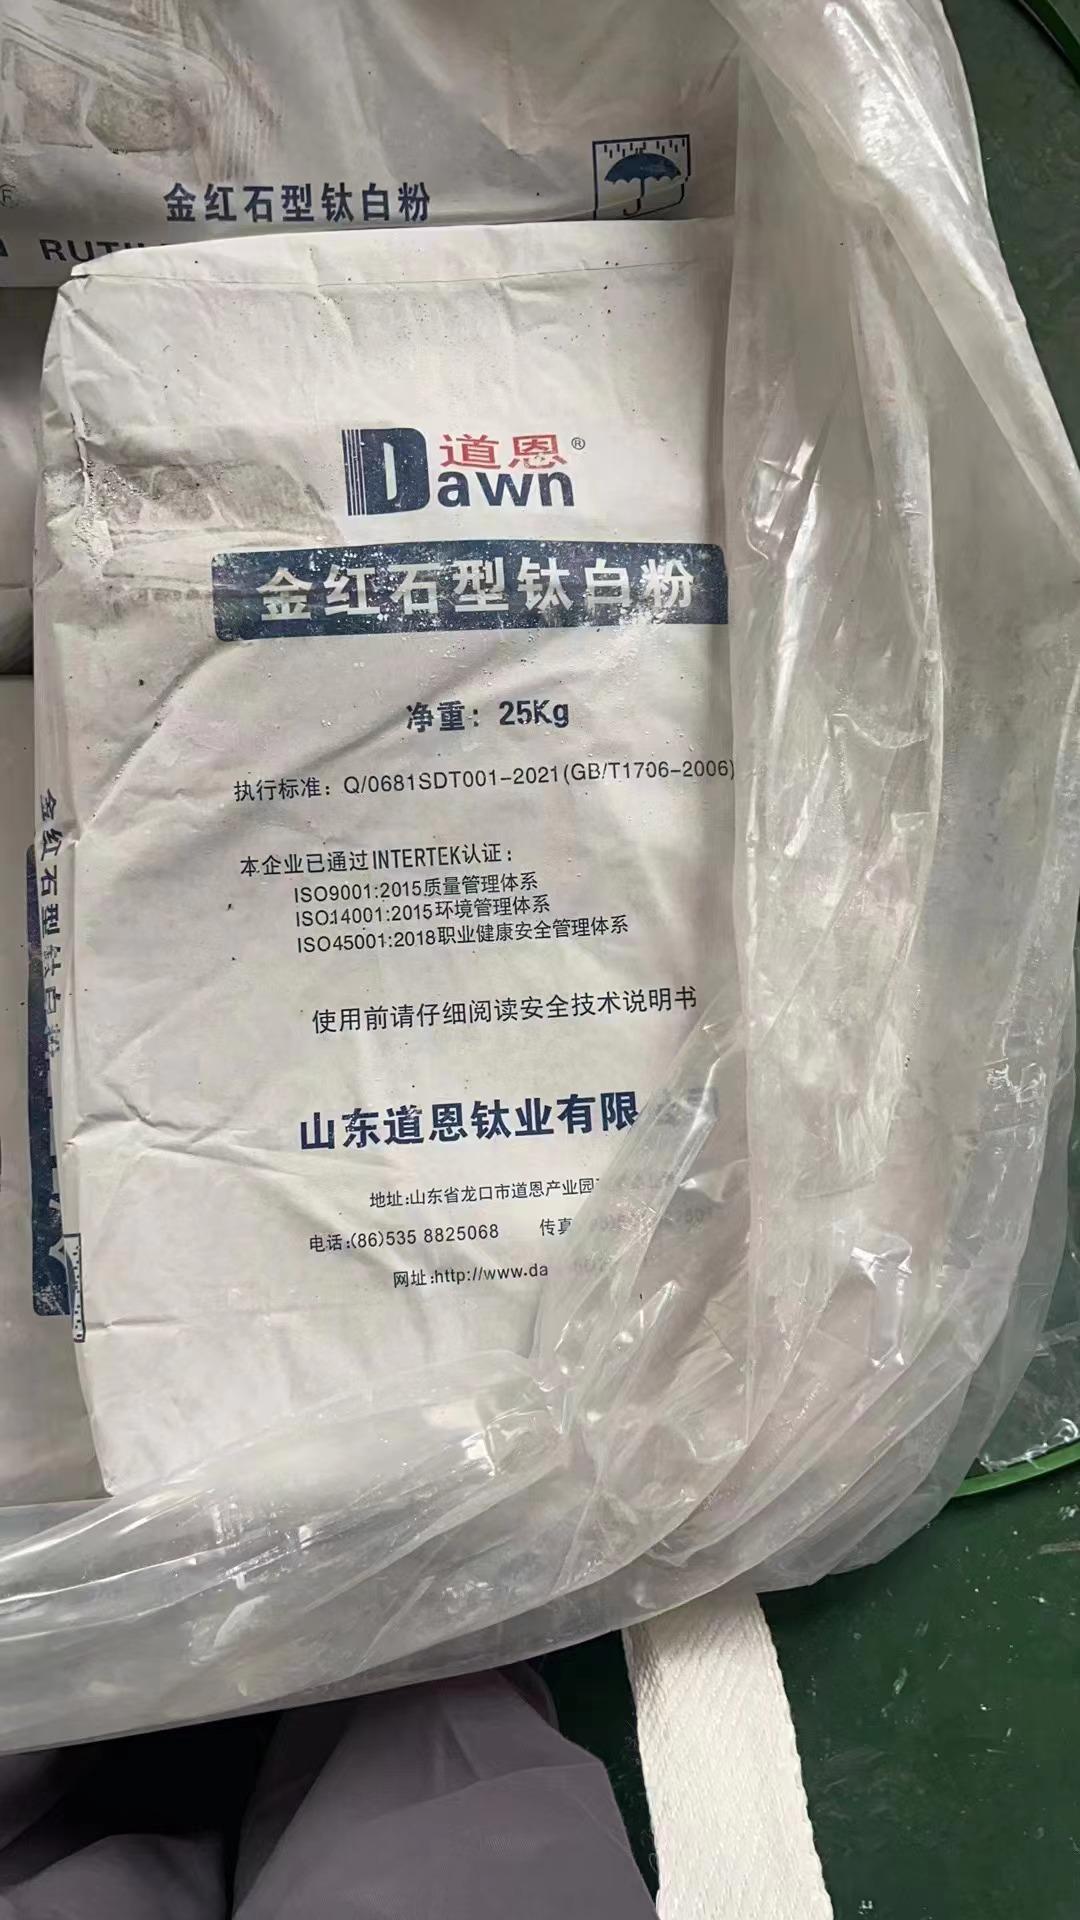 金红石型钛白粉
道恩®
Dawn
金红石型钛白粉
净重：25Kg
执行标准：Q/0681SDT001-2021(GB/T1706-2006)
本企业已通过INTERTEK认证：
ISO9001:2015质量管理体系
ISO14001:2015环境管理体系
ISO45001:2018职业健康安全管理体系
使用前请仔细阅读安全技术说明书
山东道恩钛业有限
地址:山东省龙口市道恩产业园
电话:(86)535 8825068 传真
网址:http://www.da
金红石型钛白粉